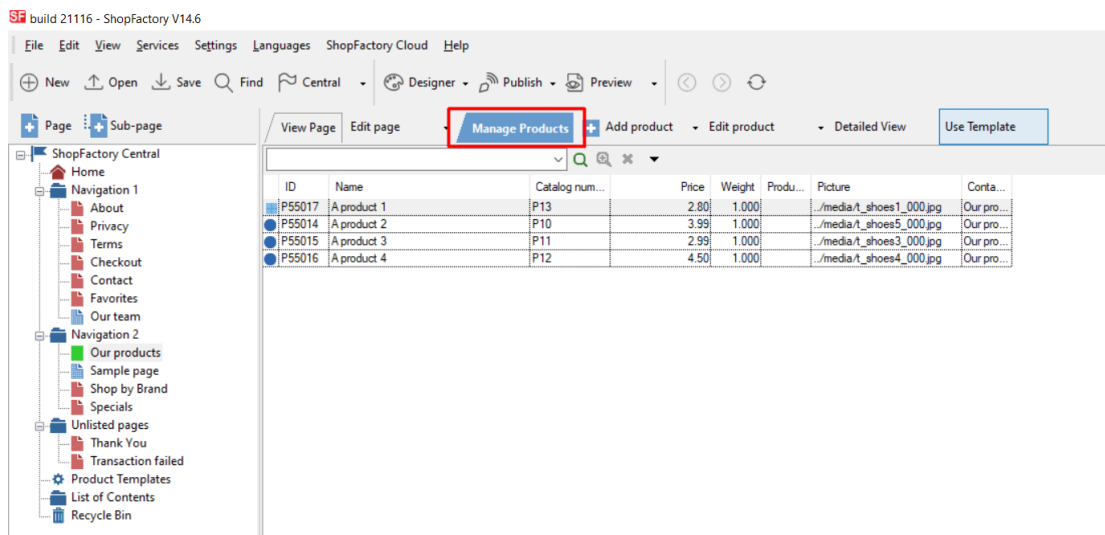 SF build 21116 - ShopFactory V14.6
File Edit View Services Settings Languages ShopFactory Cloud Help
New Open Save Find Central Designer Publish Preview
Page Sub-page
View Page Edit page Manage Products Add product Edit product Detailed View Use Template
ShopFactory Central
Home
Navigation 1
About
Privacy
Terms
Checkout
Contact
Favorites
Our team
Navigation 2
Our products
Sample page
Shop by Brand
Specials
Unlisted pages
Thank You
Transaction failed
Product Templates
List of Contents
Recycle Bin
ID Name Catalog num... Price Weight Produ... Picture Conta...
P55017 A product 1 P13 2.80 1.000 ../media/t_shoes1_000.jpg Our pro...
P55014 A product 2 P10 3.99 1.000 ../media/t_shoes5_000.jpg Our pro...
P55015 A product 3 P11 2.99 1.000 ../media/t_shoes3_000.jpg Our pro...
P55016 A product 4 P12 4.50 1.000 ../media/t_shoes4_000.jpg Our pro...